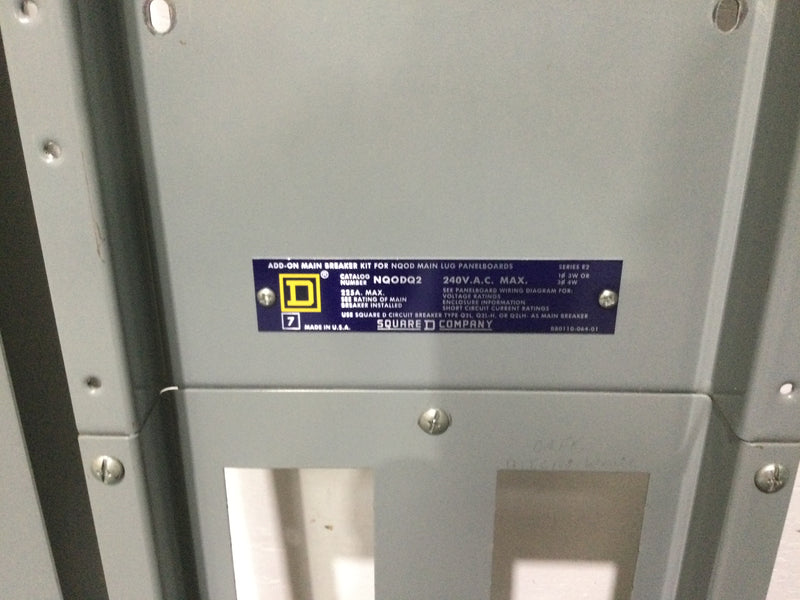 ADD-ON MAIN BREAKER KIT FOR NQOD MAIN LUG PANELBOARDS SERIES E2
CATALOG NUMBER NQODQ2 240V.A.C. MAX. 1Ø 3W OR
3Ø 4W
225A. MAX.
SEE RATING OF MAIN
BREAKER INSTALLED
SEE PANELBOARD WIRING DIAGRAM FOR:
VOLTAGE RATINGS
ENCLOSURE INFORMATION
SHORT CIRCUIT CURRENT RATINGS
USE SQUARE D CIRCUIT BREAKER TYPE Q2L, Q2L-H, OR Q2LH- AS MAIN BREAKER
D ®
7 MADE IN U.S.A. SQUARE D COMPANY 80110-064-01